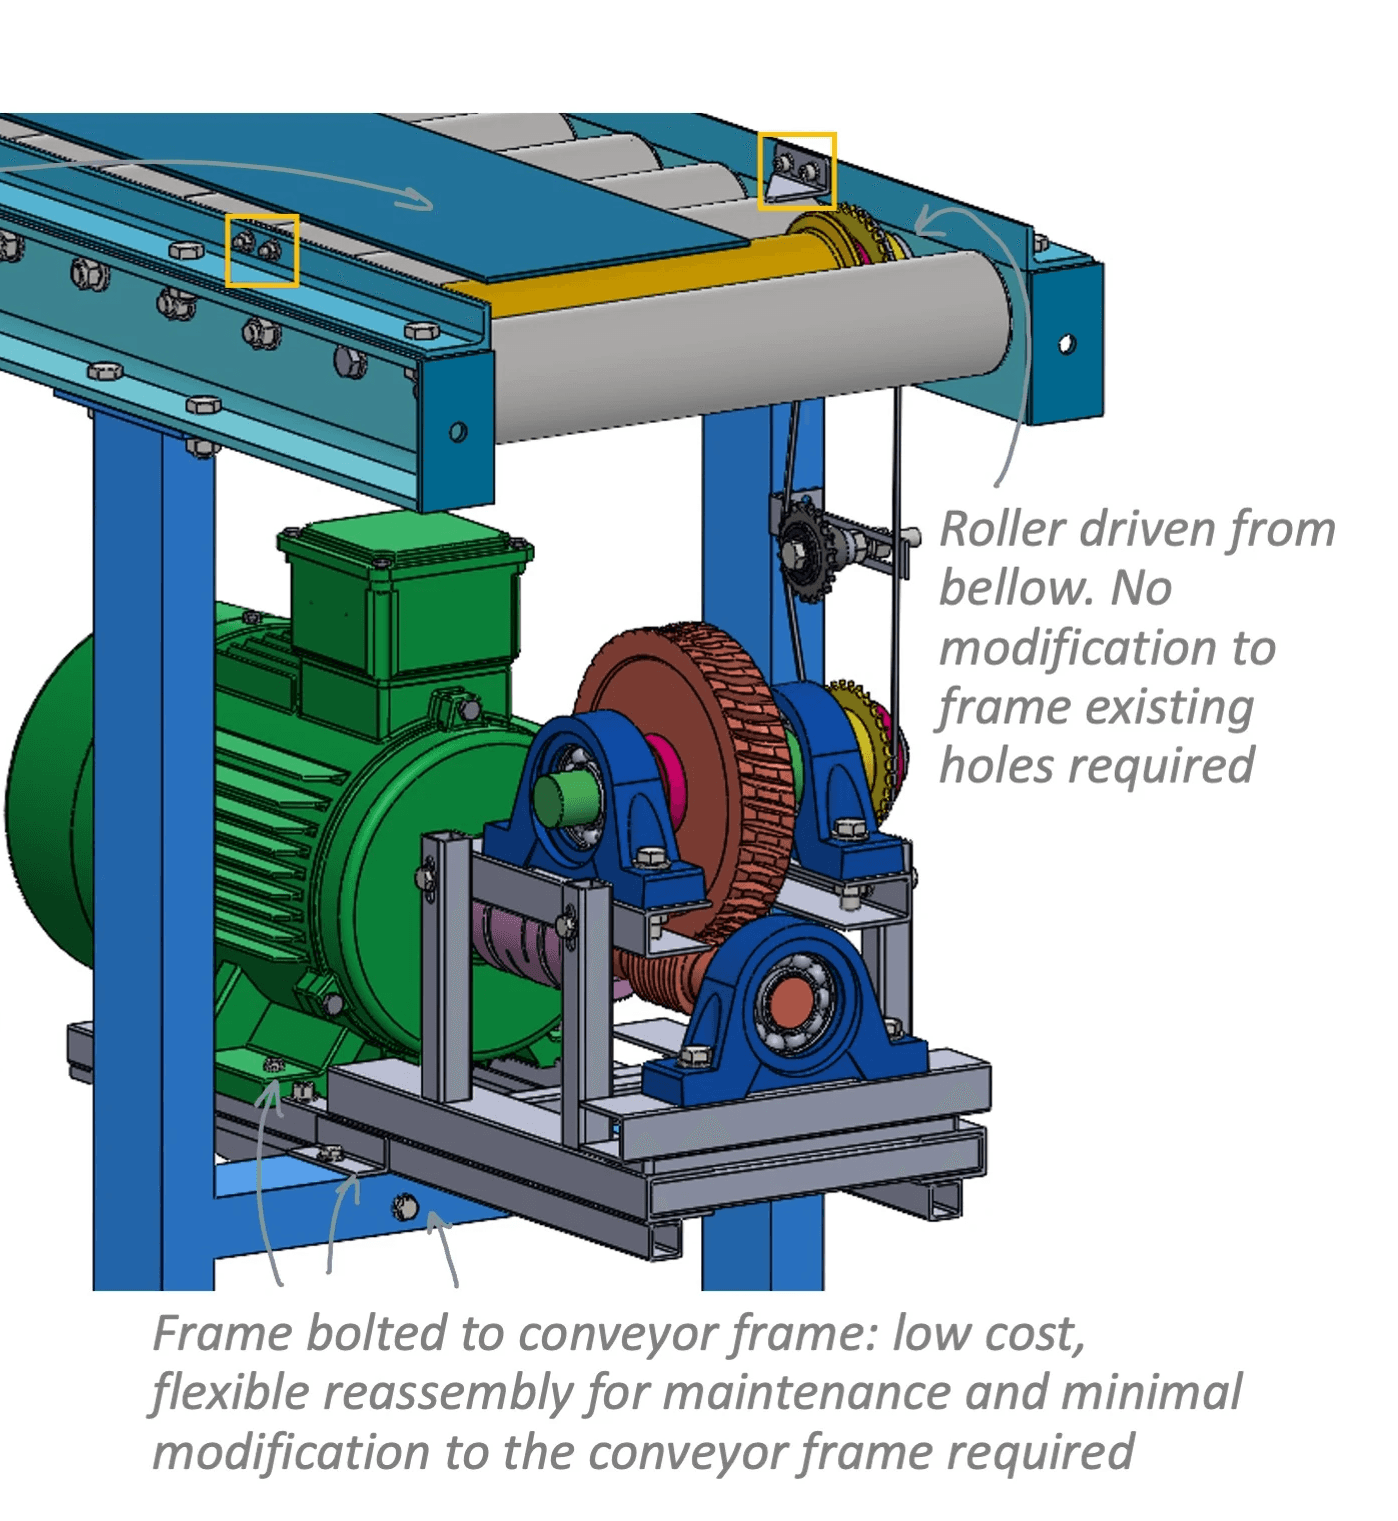 Roller driven from
bellow. No
modification to
frame existing
holes required
Frame bolted to conveyor frame: low cost,
flexible reassembly for maintenance and minimal
modification to the conveyor frame required